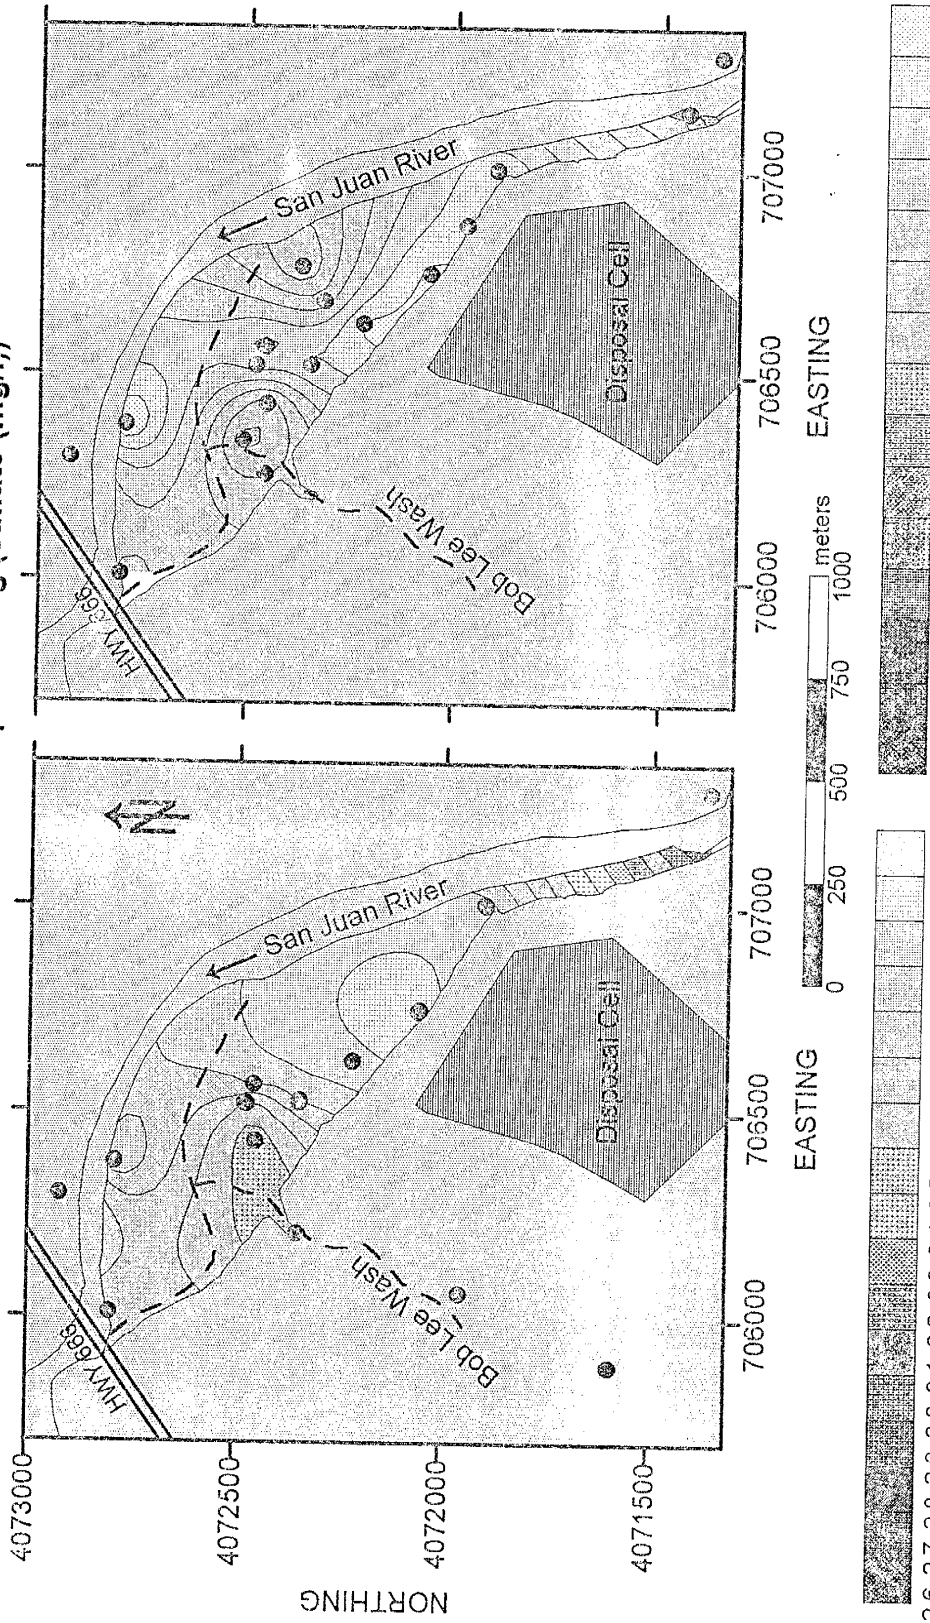 (Sulfate (mg/l))
4073000
4072500
4072000
4071500
NORTHING
HWY 666
N
San Juan River
Bob Lee Wash
Disposal Cell
706000
706500
707000
EASTING
HWY 666
San Juan River
Bob Lee Wash
Disposal Cell
706000
706500
707000
EASTING
0 250 500 750 1000
meters